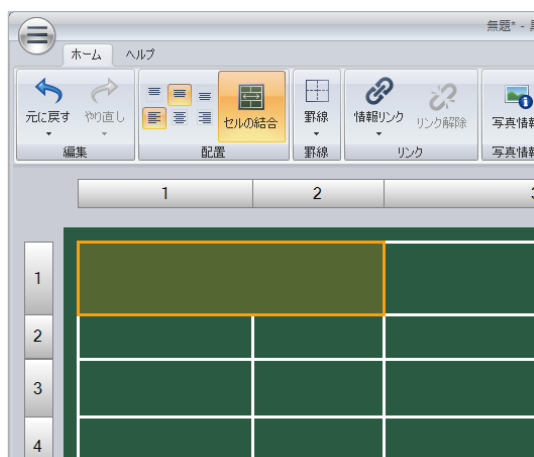 無題* -
ホーム ヘルプ
元に戻す やり直し セルの結合 罫線 情報リンク リンク解除 写真情報
編集 配置 罫線 リンク 写真情報
1 2
1
2
3
4